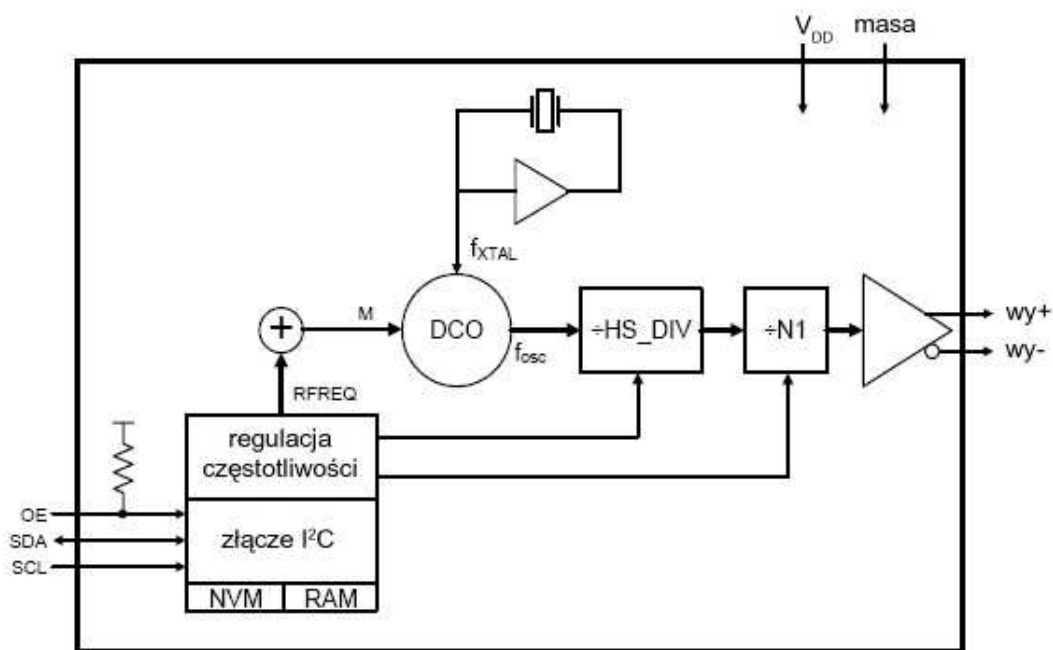 V_DD masa
f_XTAL
M
DCO
÷HS_DIV
÷N1
wy+
f_osc
wy-
RFREQ
regulacja
częstotliwości
OE
złącze I²C
SDA
SCL
NVM RAM
+